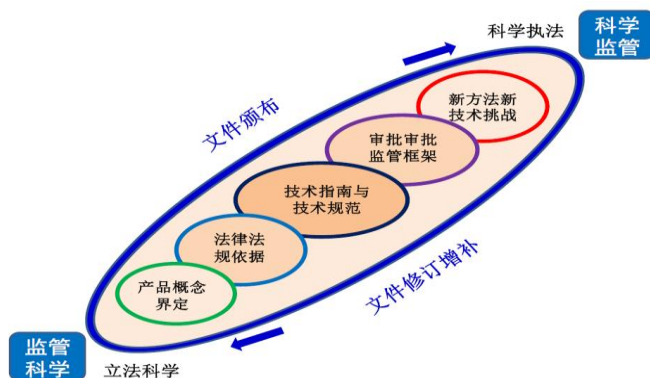 科学执法
科学
监管
文件颁布
新方法新
技术挑战
审批审批
监管框架
技术指南与
技术规范
法律法
规依据
产品概念
界定
文件修订增补
监管
科学
立法科学